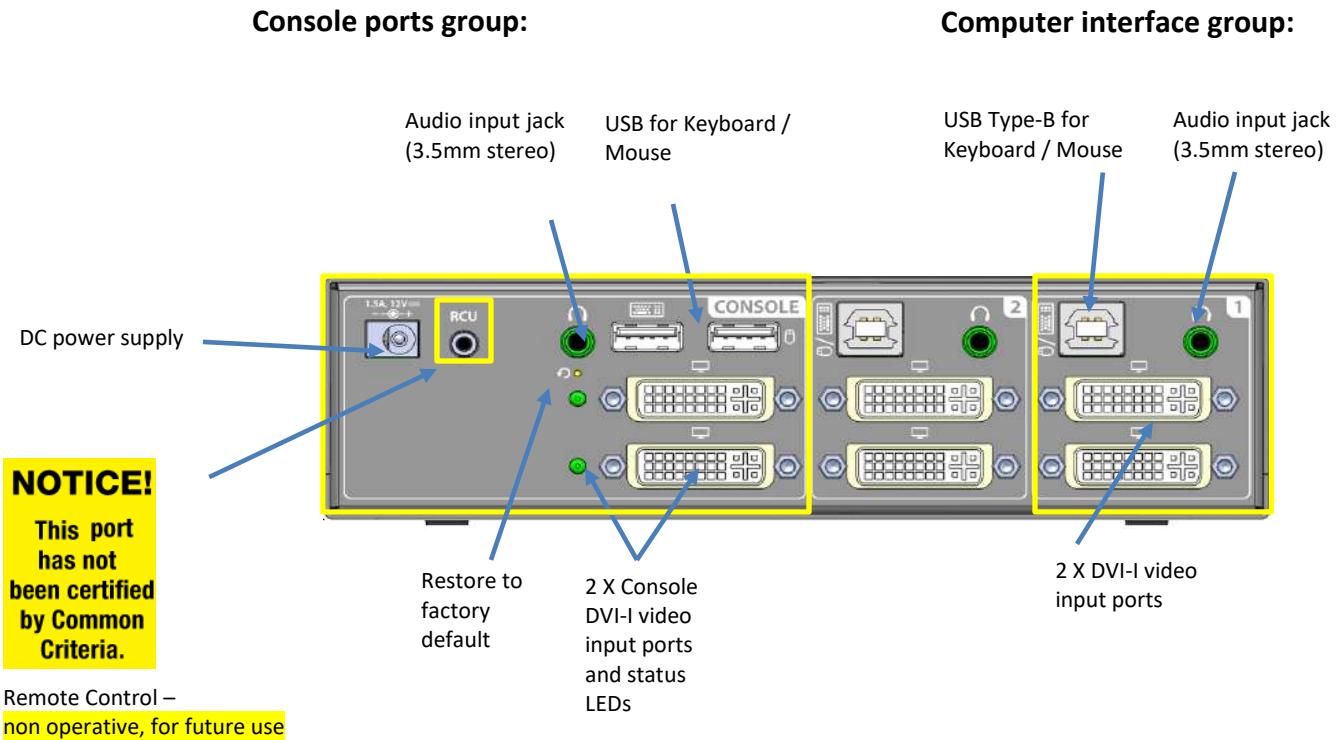 Console ports group:
Computer interface group:
Audio input jack
(3.5mm stereo)
USB for Keyboard /
Mouse
USB Type-B for
Keyboard / Mouse
Audio input jack
(3.5mm stereo)
DC power supply
1.5A, 12V
RCU
CONSOLE
2
1
NOTICE!
This port
has not
been certified
by Common
Criteria.
Remote Control –
non operative, for future use
Restore to
factory
default
2 X Console
DVI-I video
input ports
and status
LEDs
2 X DVI-I video
input ports